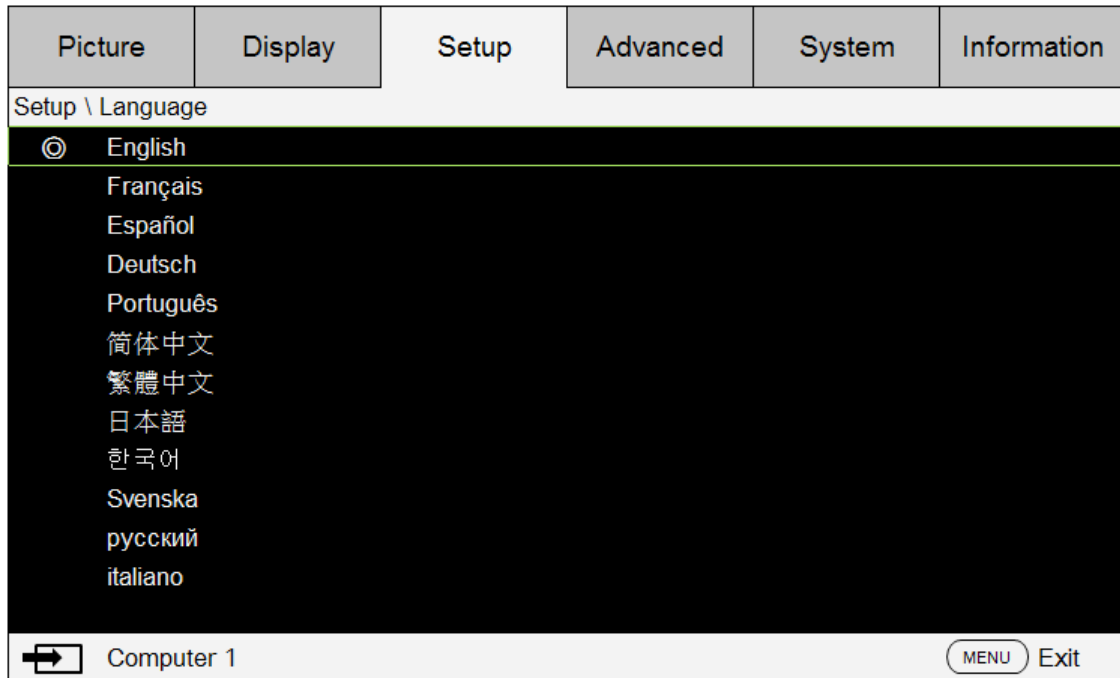 Picture Display Setup Advanced System Information
Setup \ Language
English
Français
Español
Deutsch
Português
简体中文
繁體中文
日本語
한국어
Svenska
русский
italiano
Computer 1 MENU Exit